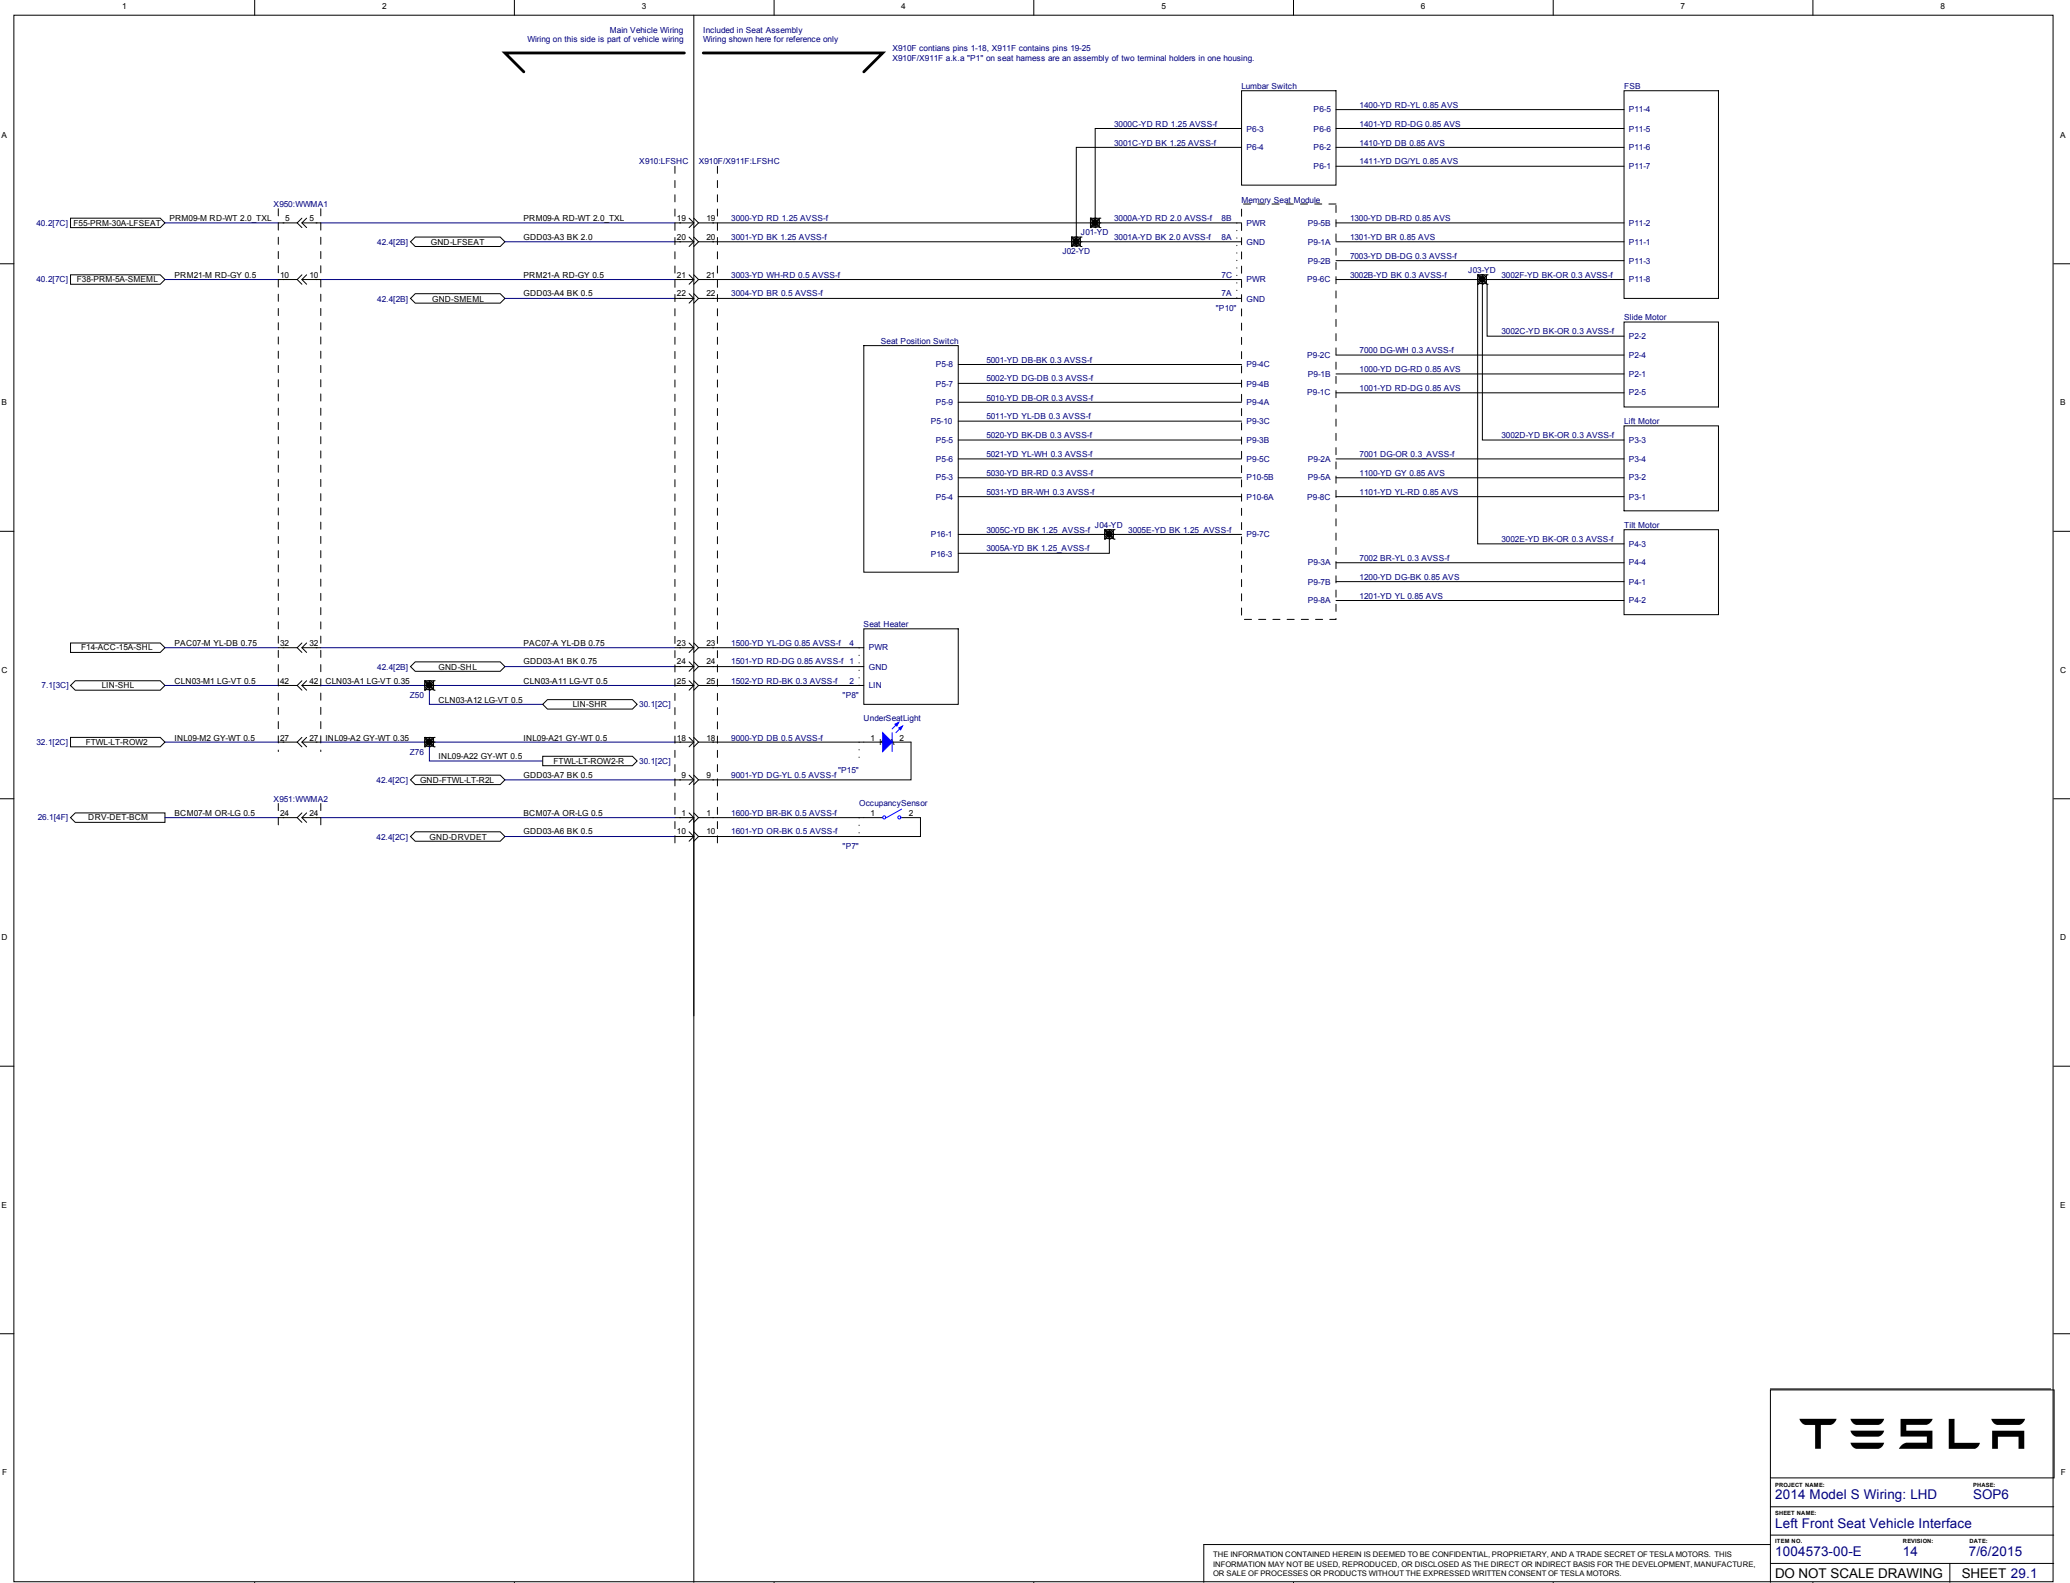 1 2 3 4 5 6 7 8
Main Vehicle Wiring
Wiring on this side is part of vehicle wiring
Included in Seat Assembly
Wiring shown here for reference only
X910F contians pins 1-18, X911F contains pins 19-25
X910F/X911F a.k.a "P1" on seat harness are an assembly of two terminal holders in one housing.
A A
B B
C C
D D
E E
F F
X910:LFSHC X910F/X911F:LFSHC
X950:WWMA1
40.2[7C] F55-PRM-30A-LFSEAT PRM09-M RD-WT 2.0_TXL 5 5 PRM09-A RD-WT 2.0_TXL 19 19 3000-YD RD 1.25 AVSS-f
42.4[2B] GND-LFSEAT GDD03-A3 BK 2.0 20 20 3001-YD BK 1.25 AVSS-f
40.2[7C] F38-PRM-5A-SMEML PRM21-M RD-GY 0.5 10 10 PRM21-A RD-GY 0.5 21 21 3003-YD WH-RD 0.5 AVSS-f 7C
42.4[2B] GND-SMEML GDD03-A4 BK 0.5 22 22 3004-YD BR 0.5 AVSS-f 7A
"P10"
3000C-YD RD 1.25 AVSS-f
3001C-YD BK 1.25 AVSS-f
J01-YD
J02-YD
3000A-YD RD 2.0 AVSS-f 8B
3001A-YD BK 2.0 AVSS-f 8A
Lumbar Switch
P6-3
P6-4
P6-5 1400-YD RD-YL 0.85 AVS P11-4
P6-6 1401-YD RD-DG 0.85 AVS P11-5
P6-2 1410-YD DB 0.85 AVS P11-6
P6-1 1411-YD DG/YL 0.85 AVS P11-7
FSB
Memory Seat Module
PWR P9-5B 1300-YD DB-RD 0.85 AVS P11-2
GND P9-1A 1301-YD BR 0.85 AVS P11-1
P9-2B 7003-YD DB-DG 0.3 AVSS-f P11-3
PWR P9-6C 3002B-YD BK 0.3 AVSS-f J03-YD 3002F-YD BK-OR 0.3 AVSS-f P11-8
GND
Slide Motor
3002C-YD BK-OR 0.3 AVSS-f P2-2
P9-2C 7000 DG-WH 0.3_AVSS-f P2-4
P9-1B 1000-YD DG-RD 0.85 AVS P2-1
P9-1C 1001-YD RD-DG 0.85 AVS P2-5
Lift Motor
3002D-YD BK-OR 0.3 AVSS-f P3-3
P9-2A 7001 DG-OR 0.3_AVSS-f P3-4
P9-5A 1100-YD GY 0.85 AVS P3-2
P9-8C 1101-YD YL-RD 0.85 AVS P3-1
Tilt Motor
3002E-YD BK-OR 0.3 AVSS-f P4-3
P9-3A 7002 BR-YL 0.3 AVSS-f P4-4
P9-7B 1200-YD DG-BK 0.85 AVS P4-1
P9-8A 1201-YD YL 0.85 AVS P4-2
Seat Position Switch
P5-8 5001-YD DB-BK 0.3 AVSS-f P9-4C
P5-7 5002-YD DG-DB 0.3 AVSS-f P9-4B
P5-9 5010-YD DB-OR 0.3 AVSS-f P9-4A
P5-10 5011-YD YL-DB 0.3 AVSS-f P9-3C
P5-5 5020-YD BK-DB 0.3 AVSS-f P9-3B
P5-6 5021-YD YL-WH 0.3 AVSS-f P9-5C
P5-3 5030-YD BR-RD 0.3 AVSS-f P10-5B
P5-4 5031-YD BR-WH 0.3 AVSS-f P10-6A
P16-1 3005C-YD BK 1.25_AVSS-f J04-YD 3005E-YD BK 1.25_AVSS-f P9-7C
P16-3 3005A-YD BK 1.25_AVSS-f
Seat Heater
F14-ACC-15A-SHL PAC07-M YL-DB 0.75 32 32 PAC07-A YL-DB 0.75 23 23 1500-YD YL-DG 0.85 AVSS-f 4 PWR
42.4[2B] GND-SHL GDD03-A1 BK 0.75 24 24 1501-YD RD-DG 0.85 AVSS-f 1 GND
7.1[3C] LIN-SHL CLN03-M1 LG-VT 0.5 42 42 CLN03-A1 LG-VT 0.35 CLN03-A11 LG-VT 0.5 25 25 1502-YD RD-BK 0.3 AVSS-f 2 LIN
Z50 "P8"
CLN03-A12 LG-VT 0.5 LIN-SHR 30.1[2C]
UnderSeatLight
32.1[2C] FTWL-LT-ROW2 INL09-M2 GY-WT 0.5 27 27 INL09-A2 GY-WT 0.35 INL09-A21 GY-WT 0.5 18 18 9000-YD DB 0.5 AVSS-f 1 2
Z76
INL09-A22 GY-WT 0.5 FTWL-LT-ROW2-R 30.1[2C]
"P15"
42.4[2C] GND-FTWL-LT-R2L GDD03-A7 BK 0.5 9 9 9001-YD DG-YL 0.5 AVSS-f
X951:WWMA2
OccupancySensor
26.1[4F] DRV-DET-BCM BCM07-M OR-LG 0.5 24 24 BCM07-A OR-LG 0.5 1 1 1600-YD BR-BK 0.5 AVSS-f 1 2
42.4[2C] GND-DRVDET GDD03-A6 BK 0.5 10 10 1601-YD OR-BK 0.5 AVSS-f
"P7"
TESLA
PROJECT NAME: PHASE:
2014 Model S Wiring: LHD SOP6
SHEET NAME:
Left Front Seat Vehicle Interface
ITEM NO. REVISION: DATE:
1004573-00-E 14 7/6/2015
DO NOT SCALE DRAWING SHEET 29.1
THE INFORMATION CONTAINED HEREIN IS DEEMED TO BE CONFIDENTIAL, PROPRIETARY, AND A TRADE SECRET OF TESLA MOTORS. THIS
INFORMATION MAY NOT BE USED, REPRODUCED, OR DISCLOSED AS THE DIRECT OR INDIRECT BASIS FOR THE DEVELOPMENT, MANUFACTURE,
OR SALE OF PROCESSES OR PRODUCTS WITHOUT THE EXPRESSED WRITTEN CONSENT OF TESLA MOTORS.